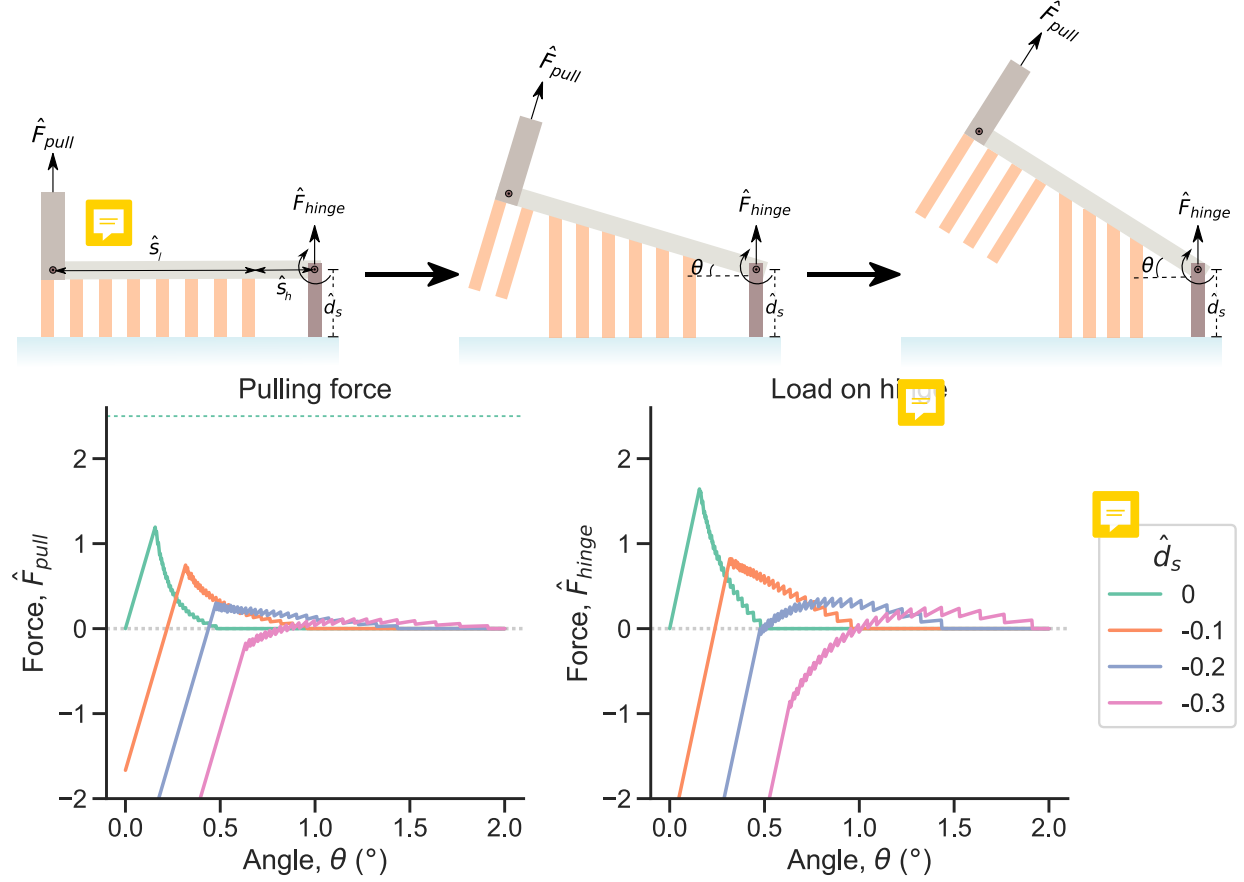 F̂pull
F̂hinge
ŝl
ŝh
d̂s
F̂pull
F̂hinge
θ
d̂s
F̂pull
F̂hinge
θ
d̂s
Pulling force
Load on hinge
Force, F̂pull
2
1
0
−1
−2
0.0 0.5 1.0 1.5 2.0
Angle, θ (°)
Force, F̂hinge
2
1
0
−1
−2
0.0 0.5 1.0 1.5 2.0
Angle, θ (°)
d̂s
0
-0.1
-0.2
-0.3